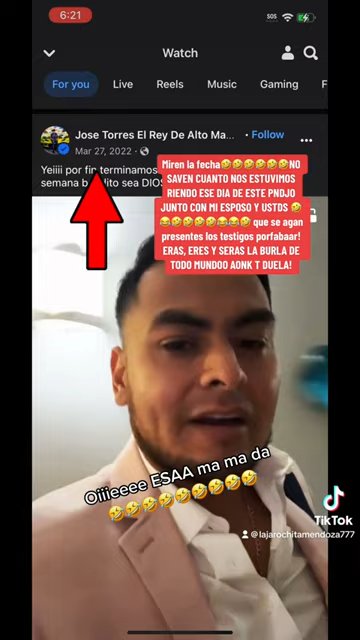 6:21
SOS
Watch
For you Live Reels Music Gaming F
Jose Torres El Rey De Alto Ma... • Follow
Mar 27, 2022 •
Yeiiii por fin terminamos
semana b dito sea DIOS
Miren la fecha🤣🤣🤣🤣🤣🤣NO
SAVEN CUANTO NOS ESTUVIMOS
RIENDO ESE DIA DE ESTE PNDJO
JUNTO CON MI ESPOSO Y USTDS 🤣
😂🤣🤣🤣🤣😂😂🤣 que se agan
presentes los testigos porfabaar!
ERAS, ERES Y SERAS LA BURLA DE
TODO MUNDOO AONK T DUELA!
Oiiieeee ESAA ma ma da
🤣🤣🤣🤣🤣🤣🤣🤣🤣
TikTok
@lajarochitamendoza777